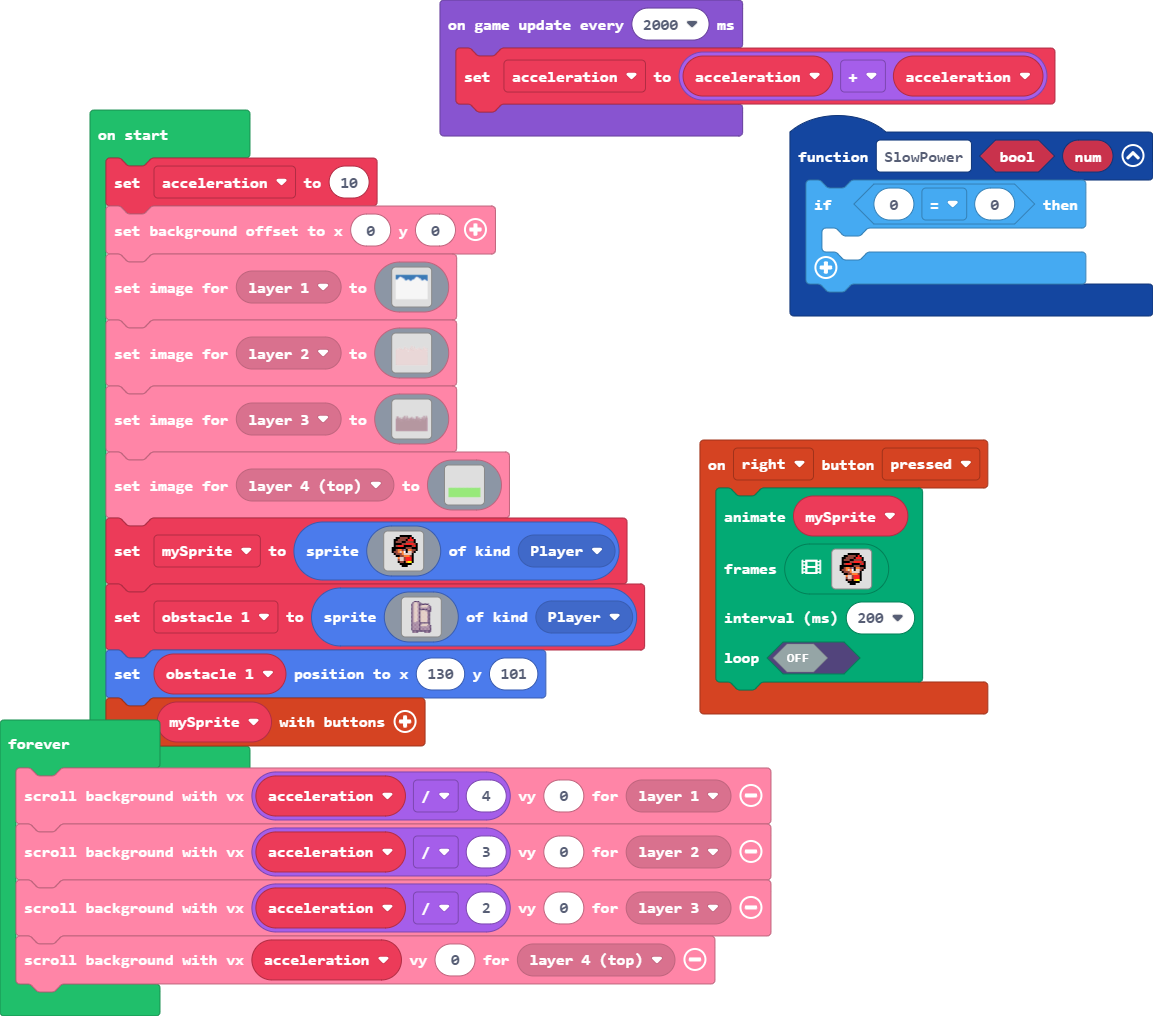 on game update every 2000 ms
set acceleration to acceleration + acceleration
on start
set acceleration to 10
set background offset to x 0 y 0
set image for layer 1 to
set image for layer 2 to
set image for layer 3 to
set image for layer 4 (top) to
set mySprite to sprite of kind Player
set obstacle 1 to sprite of kind Player
set obstacle 1 position to x 130 y 101
mySprite with buttons
function SlowPower bool num
if 0 = 0 then
on right button pressed
animate mySprite
frames
interval (ms) 200
loop OFF
forever
scroll background with vx acceleration / 4 vy 0 for layer 1
scroll background with vx acceleration / 3 vy 0 for layer 2
scroll background with vx acceleration / 2 vy 0 for layer 3
scroll background with vx acceleration vy 0 for layer 4 (top)